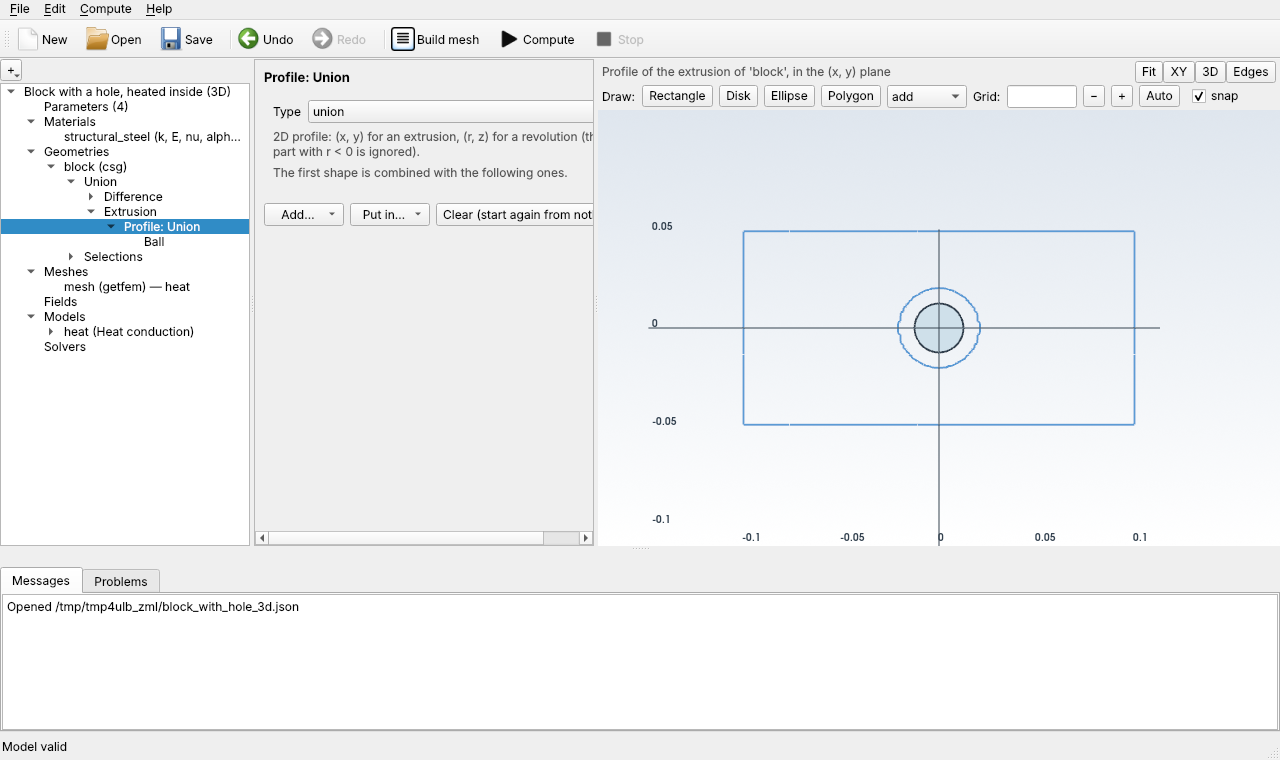 File Edit Compute Help
New Open Save Undo Redo Build mesh Compute Stop
+
Block with a hole, heated inside (3D)
Parameters (4)
Materials
structural_steel (k, E, nu, alph...
Geometries
block (csg)
Union
Difference
Extrusion
Profile: Union
Ball
Selections
Meshes
mesh (getfem) — heat
Fields
Models
heat (Heat conduction)
Solvers
Profile: Union
Type union
2D profile: (x, y) for an extrusion, (r, z) for a revolution (th
part with r < 0 is ignored).
The first shape is combined with the following ones.
Add... Put in... Clear (start again from not
Profile of the extrusion of 'block', in the (x, y) plane
Fit XY 3D Edges
Draw: Rectangle Disk Ellipse Polygon add Grid: − + Auto snap
0.05
0
-0.05
-0.1
-0.1 -0.05 0 0.05 0.1
Messages Problems
Opened /tmp/tmp4ulb_zml/block_with_hole_3d.json
Model valid